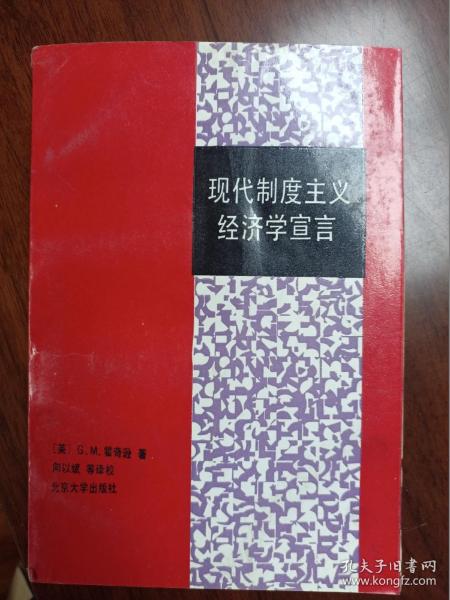 现代制度主义
经济学宣言
［英］G.M.霍奇逊 著
向以斌 等译校
北京大学出版社
孔夫子旧书网
www.kongfz.com